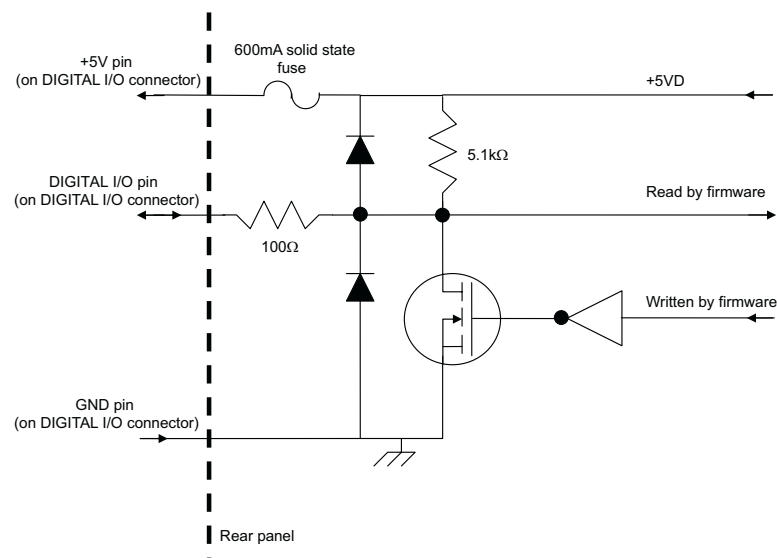 600mA solid state
fuse
+5V pin
(on DIGITAL I/O connector)
+5VD
5.1kΩ
DIGITAL I/O pin
(on DIGITAL I/O connector)
Read by firmware
100Ω
Written by firmware
GND pin
(on DIGITAL I/O connector)
Rear panel